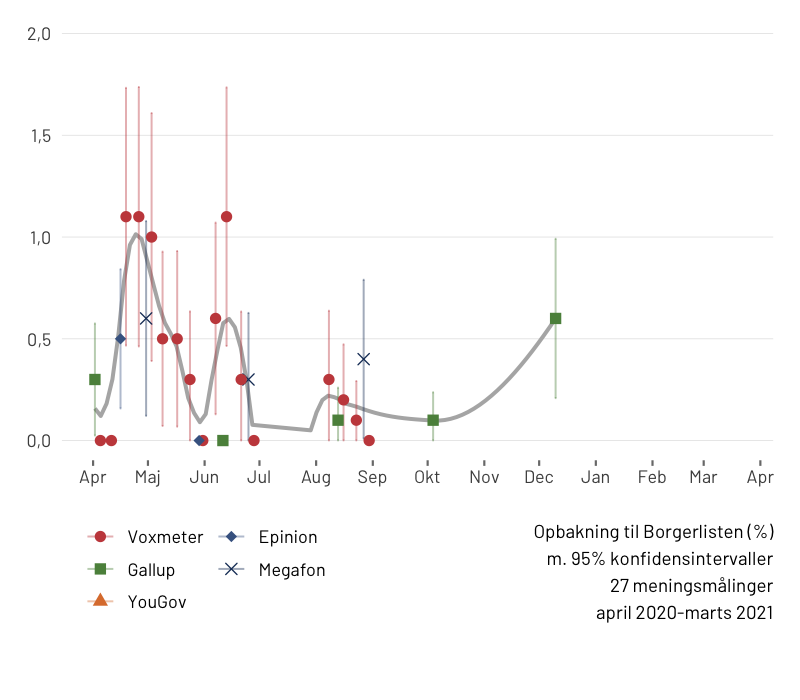 2,0
1,5
1,0
0,5
0,0
Apr Maj Jun Jul Aug Sep Okt Nov Dec Jan Feb Mar Apr
Voxmeter Epinion
Gallup Megafon
YouGov
Opbakning til Borgerlisten (%)
m. 95% konfidensintervaller
27 meningsmålinger
april 2020-marts 2021